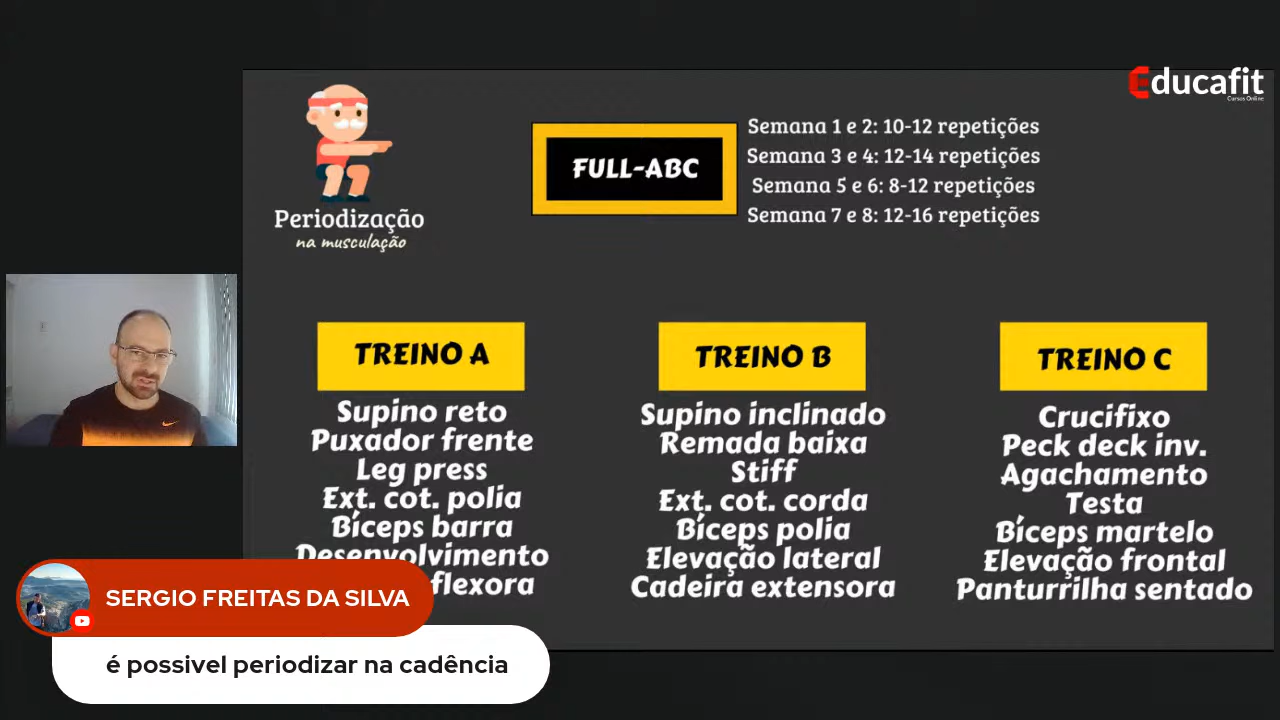 Educafit
Cursos Online
Periodização
na musculação
FULL-ABC
Semana 1 e 2: 10-12 repetições
Semana 3 e 4: 12-14 repetições
Semana 5 e 6: 8-12 repetições
Semana 7 e 8: 12-16 repetições
TREINO A
Supino reto
Puxador frente
Leg press
Ext. cot. polia
Bíceps barra
Desenvolvimento
flexora
TREINO B
Supino inclinado
Remada baixa
Stiff
Ext. cot. corda
Bíceps polia
Elevação lateral
Cadeira extensora
TREINO C
Crucifixo
Peck deck inv.
Agachamento
Testa
Bíceps martelo
Elevação frontal
Panturrilha sentado
SERGIO FREITAS DA SILVA
é possivel periodizar na cadência